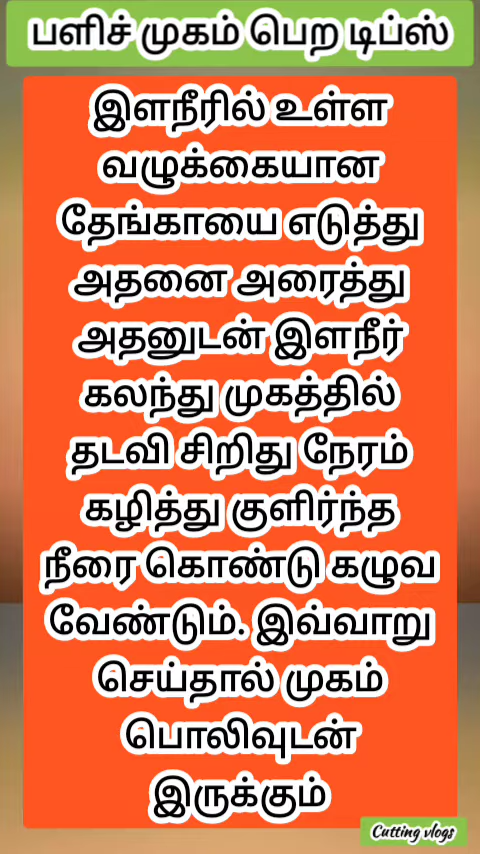 பளிச் முகம் பெற டிப்ஸ்
இளநீரில் உள்ள
வழுக்கையான
தேங்காயை எடுத்து
அதனை அரைத்து
அதனுடன் இளநீர்
கலந்து முகத்தில்
தடவி சிறிது நேரம்
கழித்து குளிர்ந்த
நீரை கொண்டு கழுவ
வேண்டும். இவ்வாறு
செய்தால் முகம்
பொலிவுடன்
இருக்கும்
Cutting vlogs